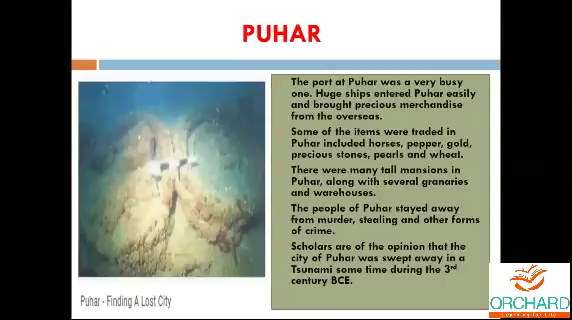 PUHAR
The port at Puhar was a very busy
one. Huge ships entered Puhar easily
and brought precious merchandise
from the overseas.
Some of the items were traded in
Puhar included horses, pepper, gold,
precious stones, pearls and wheal.
There were many tall mansions in
Puhar, along with several granaries
and warehouses.
The people of Puhar stayed away
from murder, stealing and other forms
of crime.
Scholars are of the opinion that the
city of Puhar was swept away in a
Tsunami some time during the 3rd
century BCE.
Puhar - Finding A Lost City
ORCHARD
Learning for Life